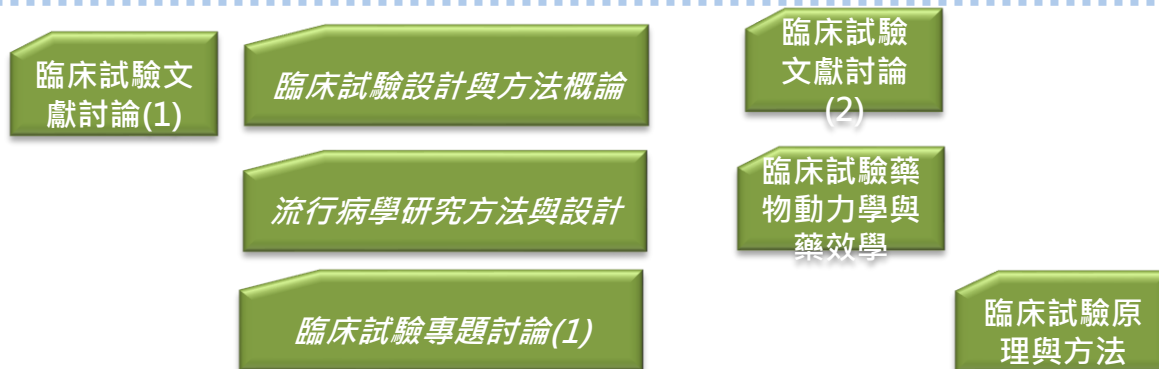 臨床試驗文
獻討論(1)
臨床試驗設計與方法概論
臨床試驗
文獻討論
(2)
流行病學研究方法與設計
臨床試驗藥
物動力學與
藥效學
臨床試驗專題討論(1)
臨床試驗原
理與方法